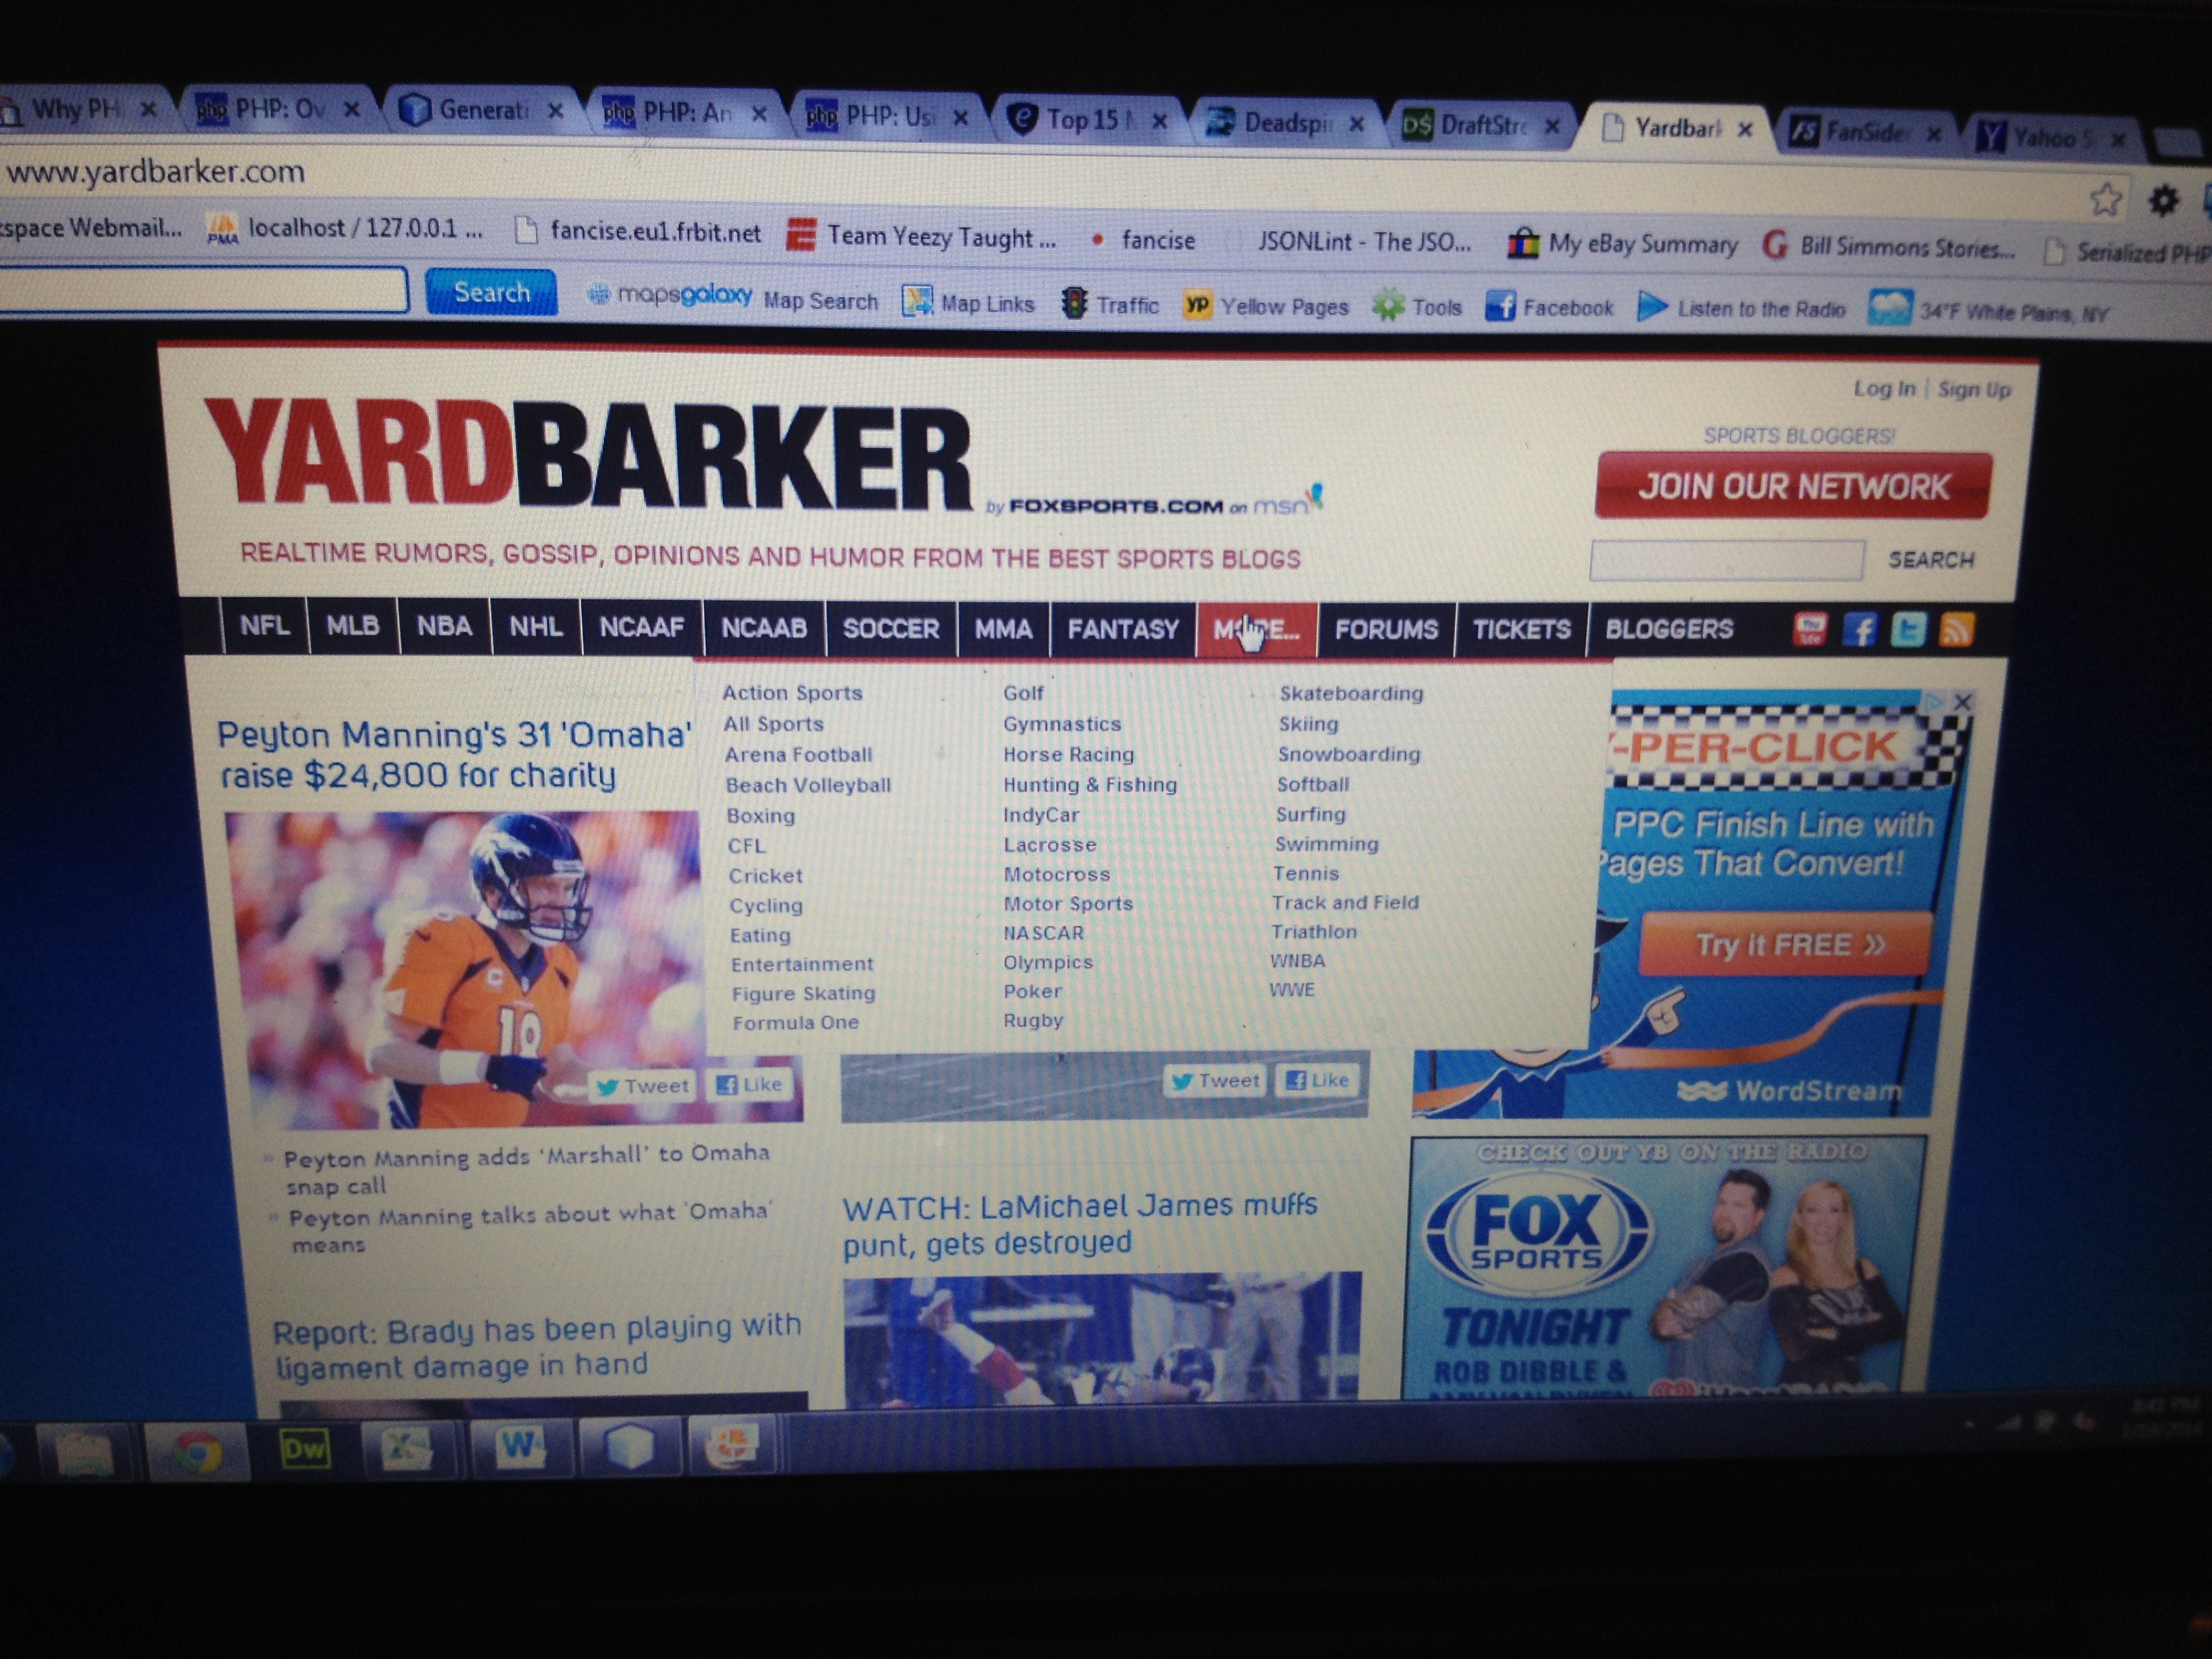 Why PH
PHP: Ov
Generati
PHP: An
PHP: Us
Top 15
Deadspin
DraftStre
Yardbark
FanSide
Yahoo S
www.yardbarker.com
kspace Webmail...
localhost / 127.0.0.1 ...
fancise.eu1.frbit.net
Team Yeezy Taught ...
fancise
JSONLint - The JSO...
My eBay Summary
Bill Simmons Stories...
Serialized PHP
Search
mapsgalaxy
Map Search
Map Links
Traffic
Yellow Pages
Tools
Facebook
Listen to the Radio
34°F White Plains, NY
Log In | Sign Up
YARDBARKER
by FOXSPORTS.COM on msn
SPORTS BLOGGERS!
JOIN OUR NETWORK
REALTIME RUMORS, GOSSIP, OPINIONS AND HUMOR FROM THE BEST SPORTS BLOGS
SEARCH
NFL
MLB
NBA
NHL
NCAAF
NCAAB
SOCCER
MMA
FANTASY
MORE...
FORUMS
TICKETS
BLOGGERS
Action Sports
All Sports
Arena Football
Beach Volleyball
Boxing
CFL
Cricket
Cycling
Eating
Entertainment
Figure Skating
Formula One
Golf
Gymnastics
Horse Racing
Hunting & Fishing
IndyCar
Lacrosse
Motocross
Motor Sports
NASCAR
Olympics
Poker
Rugby
Skateboarding
Skiing
Snowboarding
Softball
Surfing
Swimming
Tennis
Track and Field
Triathlon
WNBA
WWE
Peyton Manning's 31 'Omaha'
raise $24,800 for charity
18
Tweet
Like
» Peyton Manning adds ‘Marshall’ to Omaha
snap call
» Peyton Manning talks about what 'Omaha'
means
Report: Brady has been playing with
ligament damage in hand
Tweet
Like
WATCH: LaMichael James muffs
punt, gets destroyed
-PER-CLICK
PPC Finish Line with
Pages That Convert!
Try it FREE »
WordStream
CHECK OUT YB ON THE RADIO
FOX
SPORTS
TONIGHT
ROB DIBBLE &
Dw
8:41 PM